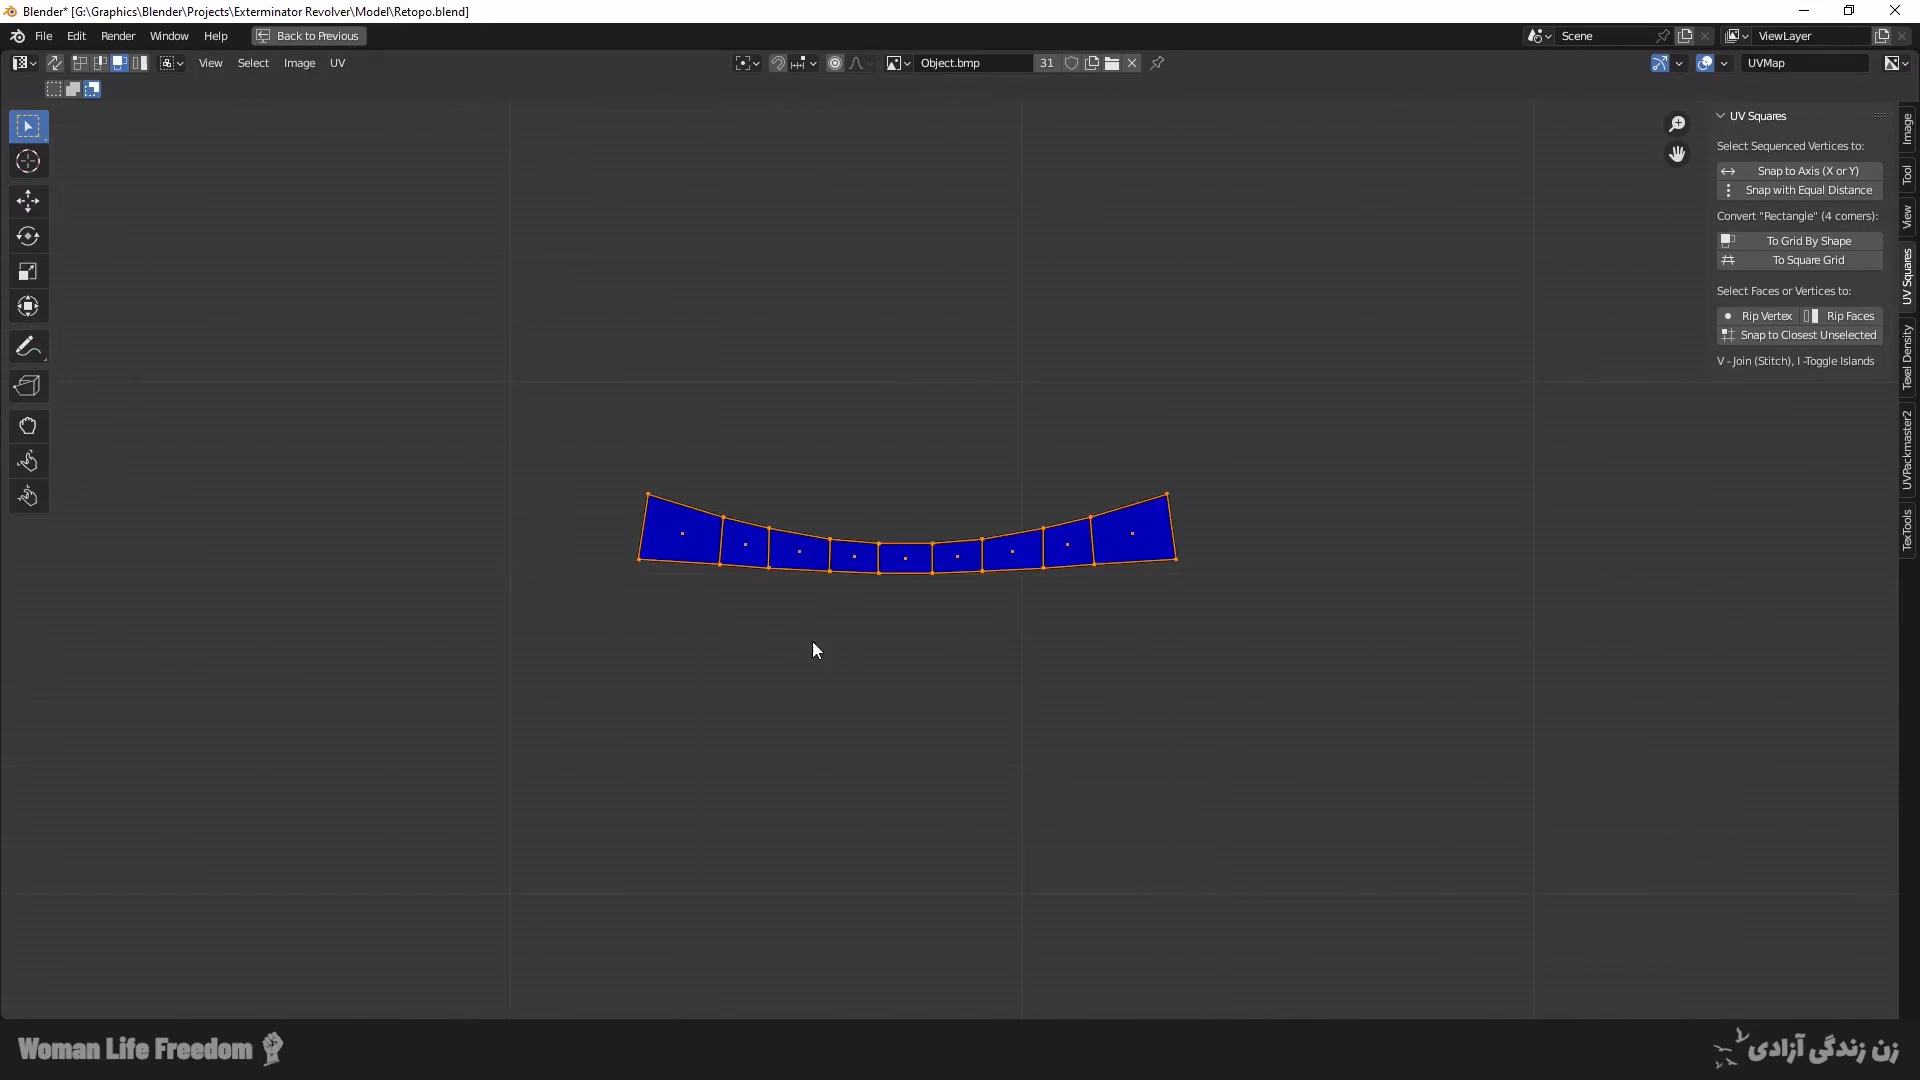 Blender* [G:\Graphics\Blender\Projects\Exterminator Revolver\Model\Retopo.blend]
File Edit Render Window Help Back to Previous Scene ViewLayer
View Select Image UV Object.bmp 31 UVMap
UV Squares
Select Sequenced Vertices to:
Snap to Axis (X or Y)
Snap with Equal Distance
Convert "Rectangle" (4 corners):
To Grid By Shape
To Square Grid
Select Faces or Vertices to:
Rip Vertex Rip Faces
Snap to Closest Unselected
V - Join (Stitch), I -Toggle Islands
Image
Tool
View
UV Squares
Texel Density
UVPackmaster2
TexTools
Woman Life Freedom
زن زندگی آزادی